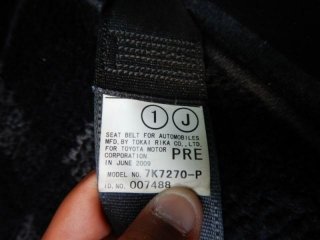 1 J
SEAT BELT FOR AUTOMOBILES
MFD. BY TOKAI RIKA CO., LTD.
FOR TOYOTA MOTOR
CORPORATION PRE
IN JUNE 2009
MODEL NO. 7K7270-P
ID. NO. 007488